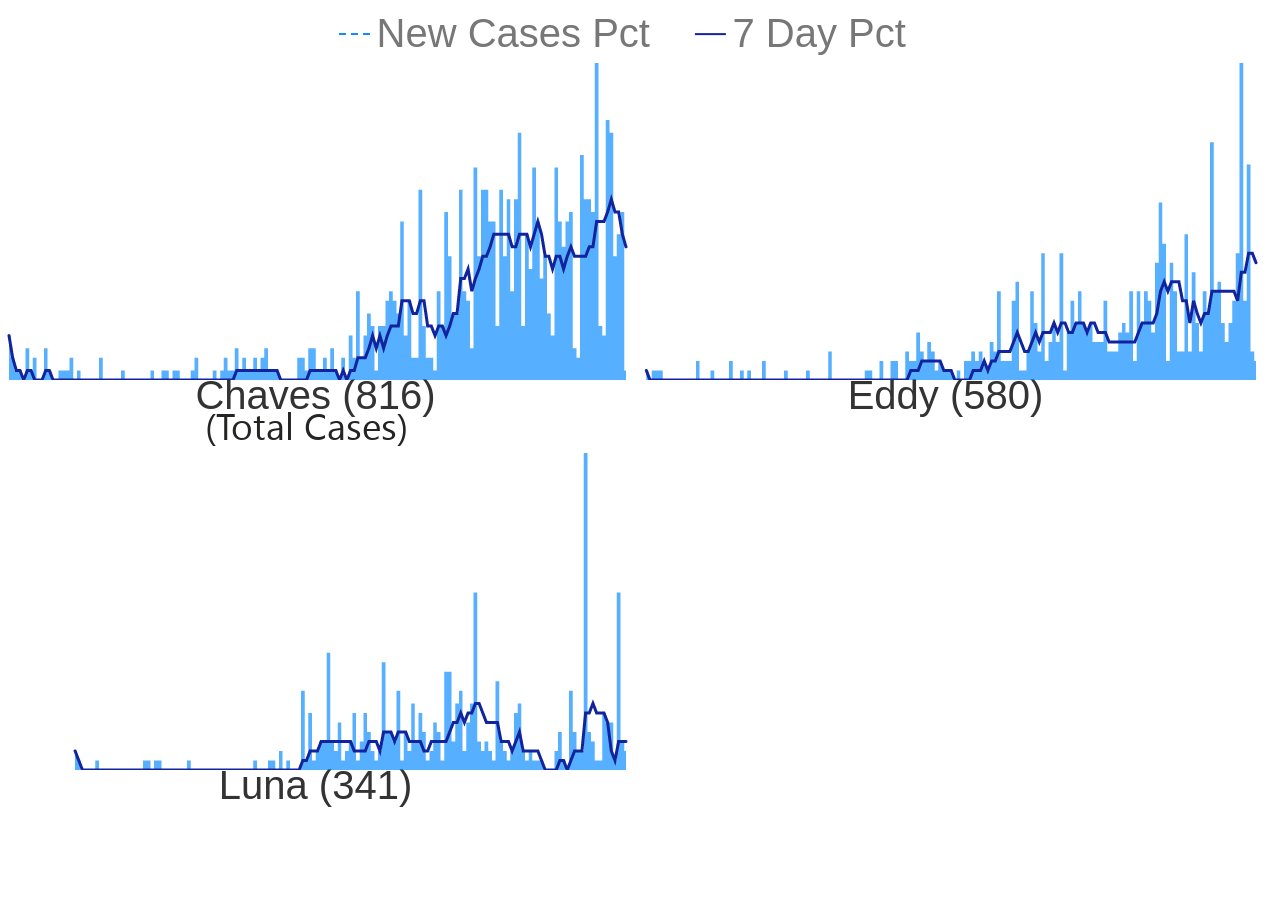 New Cases Pct 7 Day Pct
Chaves (816)
(Total Cases)
Eddy (580)
Luna (341)